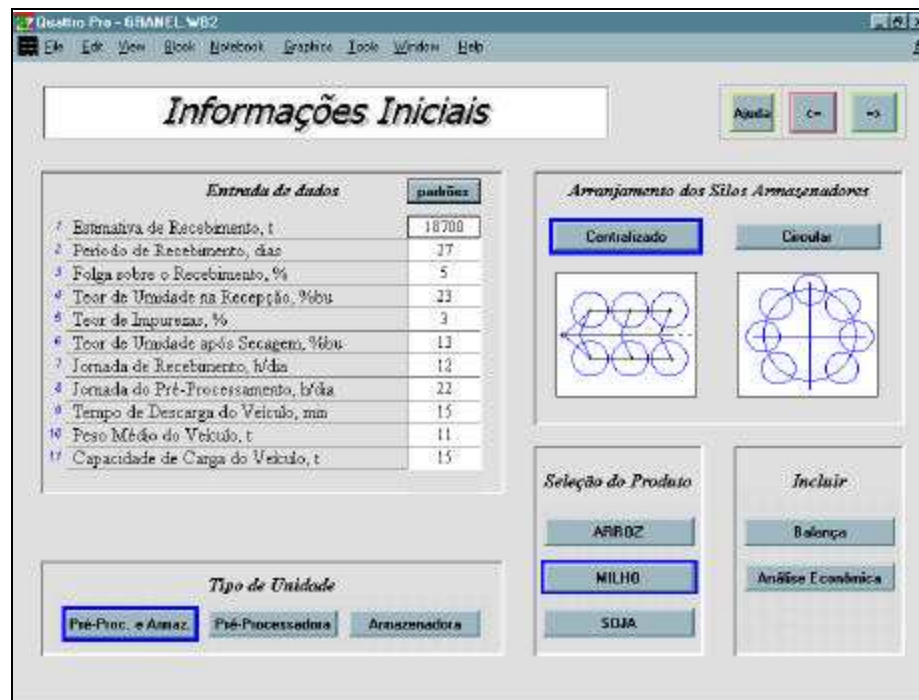 Quattro Pro - GRANEL.WB2
File Edit View Block Notebook Graphics Tools Window Help
Informações Iniciais
Ajuda <= =>
Entrada de dados padrões
1 Estimativa de Recebimento, t 18700
2 Período de Recebimento, dias 27
3 Folga sobre o Recebimento, % 5
4 Teor de Umidade na Recepção, %bu 23
5 Teor de Impurezas, % 3
6 Teor de Umidade após Secagem, %bu 13
7 Jornada de Recebimento, h/dia 12
8 Jornada do Pré-Processamento, h/dia 22
9 Tempo de Descarga do Veículo, min 15
10 Peso Médio do Veículo, t 11
11 Capacidade de Carga do Veículo, t 15
Arranjamento dos Silos Armazenadores
Centralizado Circular
Seleção do Produto
ARROZ
MILHO
SOJA
Incluir
Balança
Análise Econômica
Tipo de Unidade
Pré-Proc. e Armaz. Pré-Processadora Armazenadora